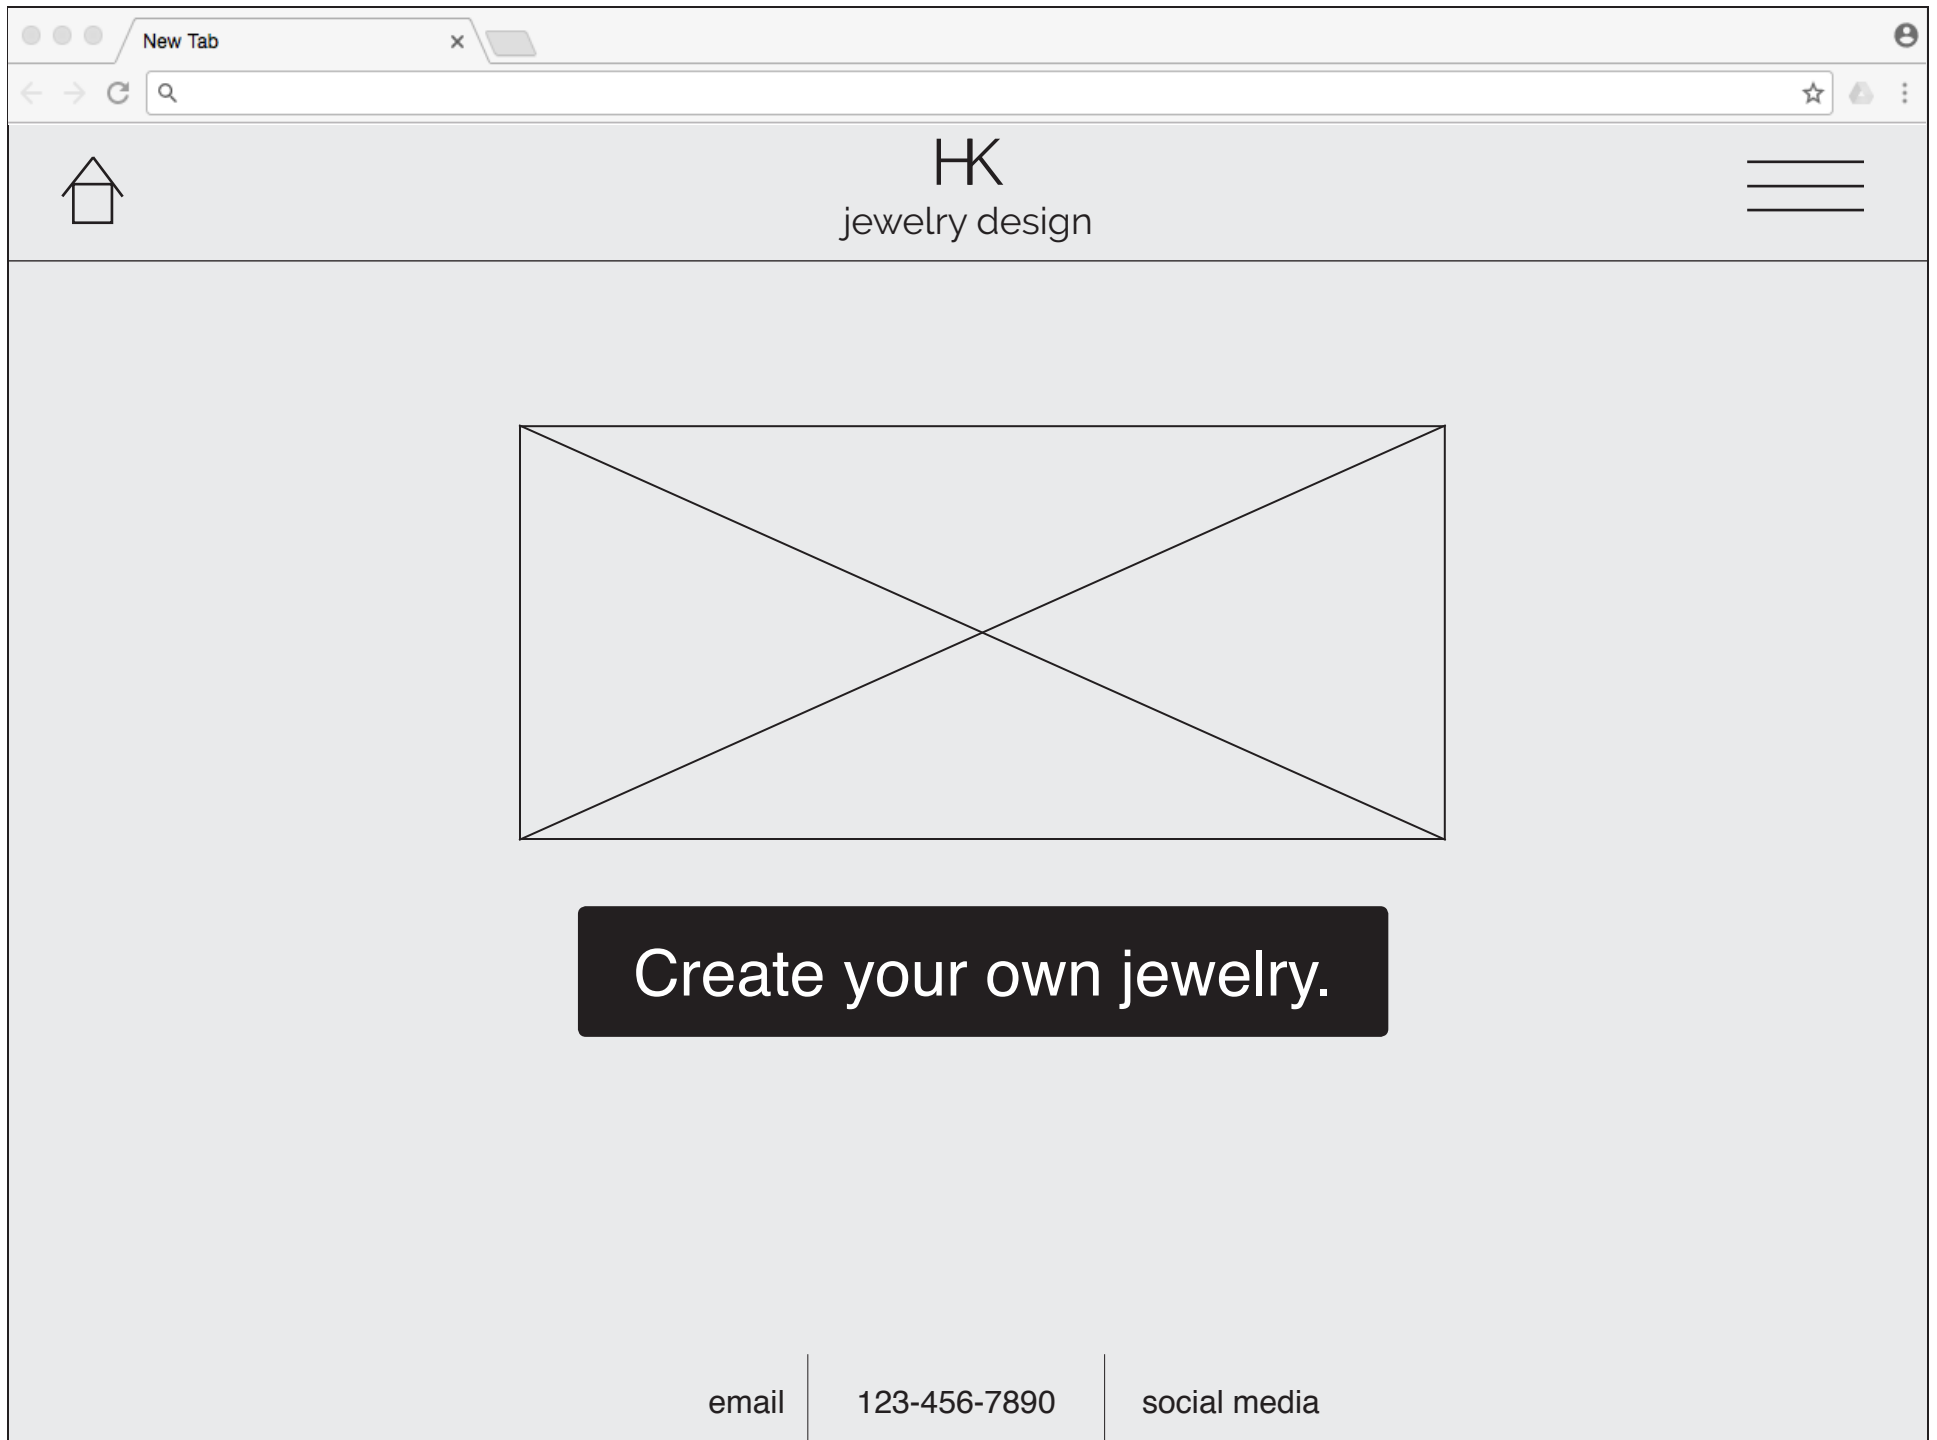 New Tab
HK
jewelry design
Create your own jewelry.
email
123-456-7890
social media